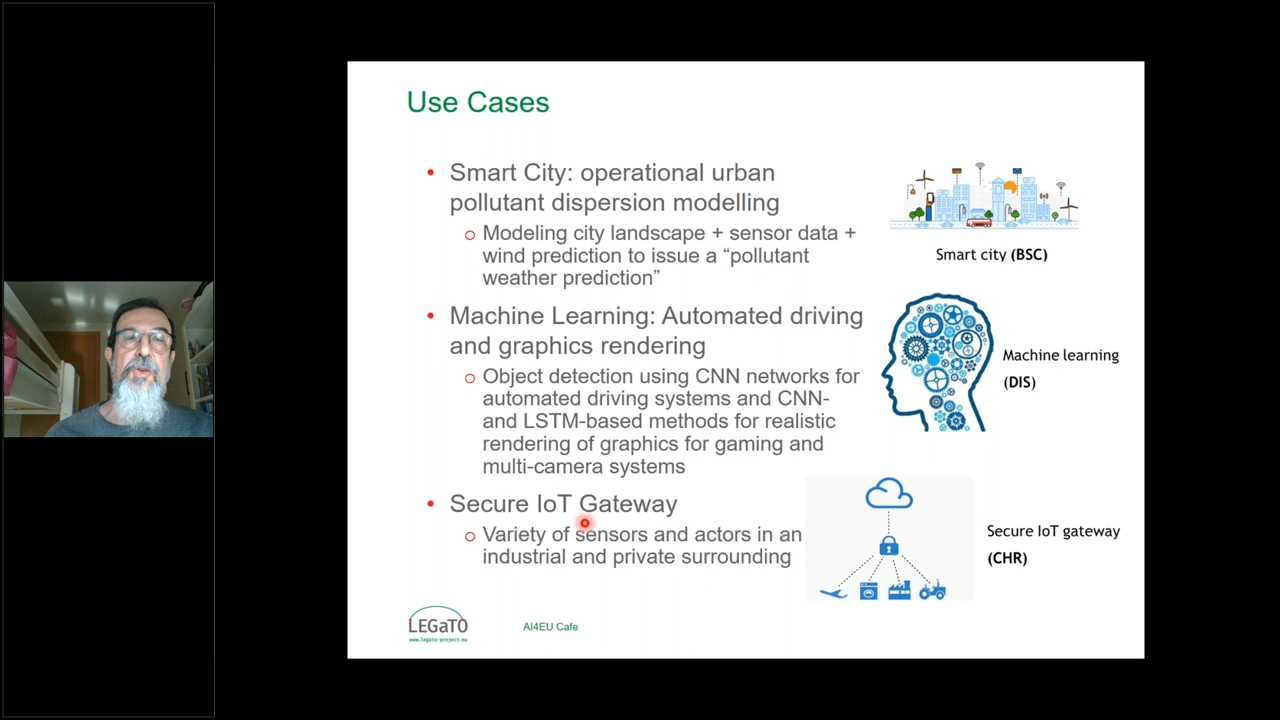 Use Cases
• Smart City: operational urban
pollutant dispersion modelling
o Modeling city landscape + sensor data +
wind prediction to issue a “pollutant
weather prediction”
Smart city (BSC)
• Machine Learning: Automated driving
and graphics rendering
o Object detection using CNN networks for
automated driving systems and CNN-
and LSTM-based methods for realistic
rendering of graphics for gaming and
multi-camera systems
Machine learning
(DIS)
• Secure IoT Gateway
o Variety of sensors and actors in an
industrial and private surrounding
Secure IoT gateway
(CHR)
LEGaTO
www.legato-project.eu
AI4EU Cafe